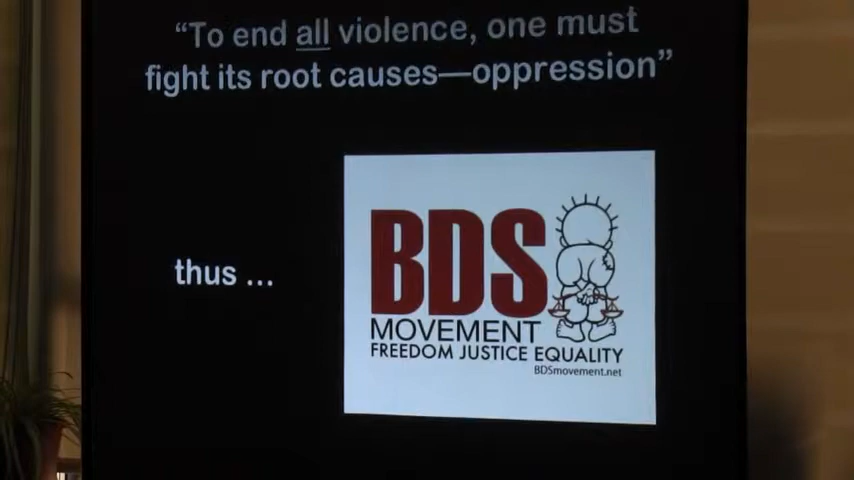 “To end all violence, one must
fight its root causes—oppression”
thus ...
BDS
MOVEMENT
FREEDOM JUSTICE EQUALITY
BDSmovement.net